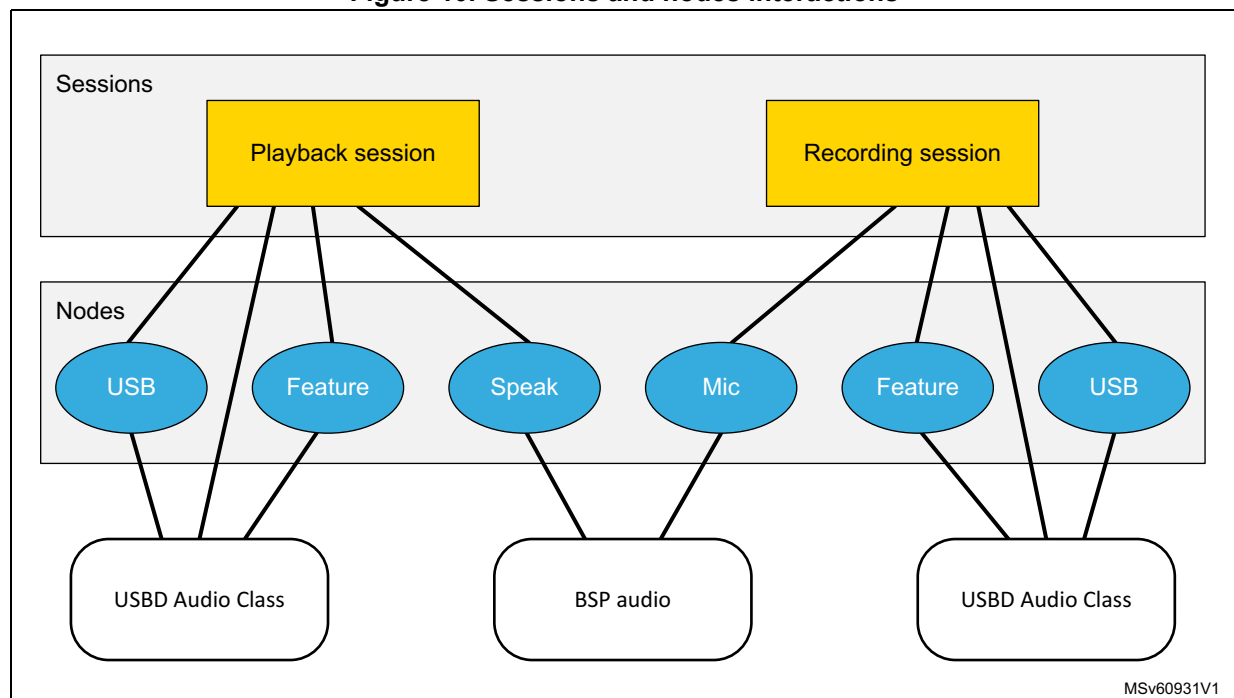 Sessions
Playback session
Recording session
Nodes
USB
Feature
Speak
Mic
Feature
USB
USBD Audio Class
BSP audio
USBD Audio Class
MSv60931V1